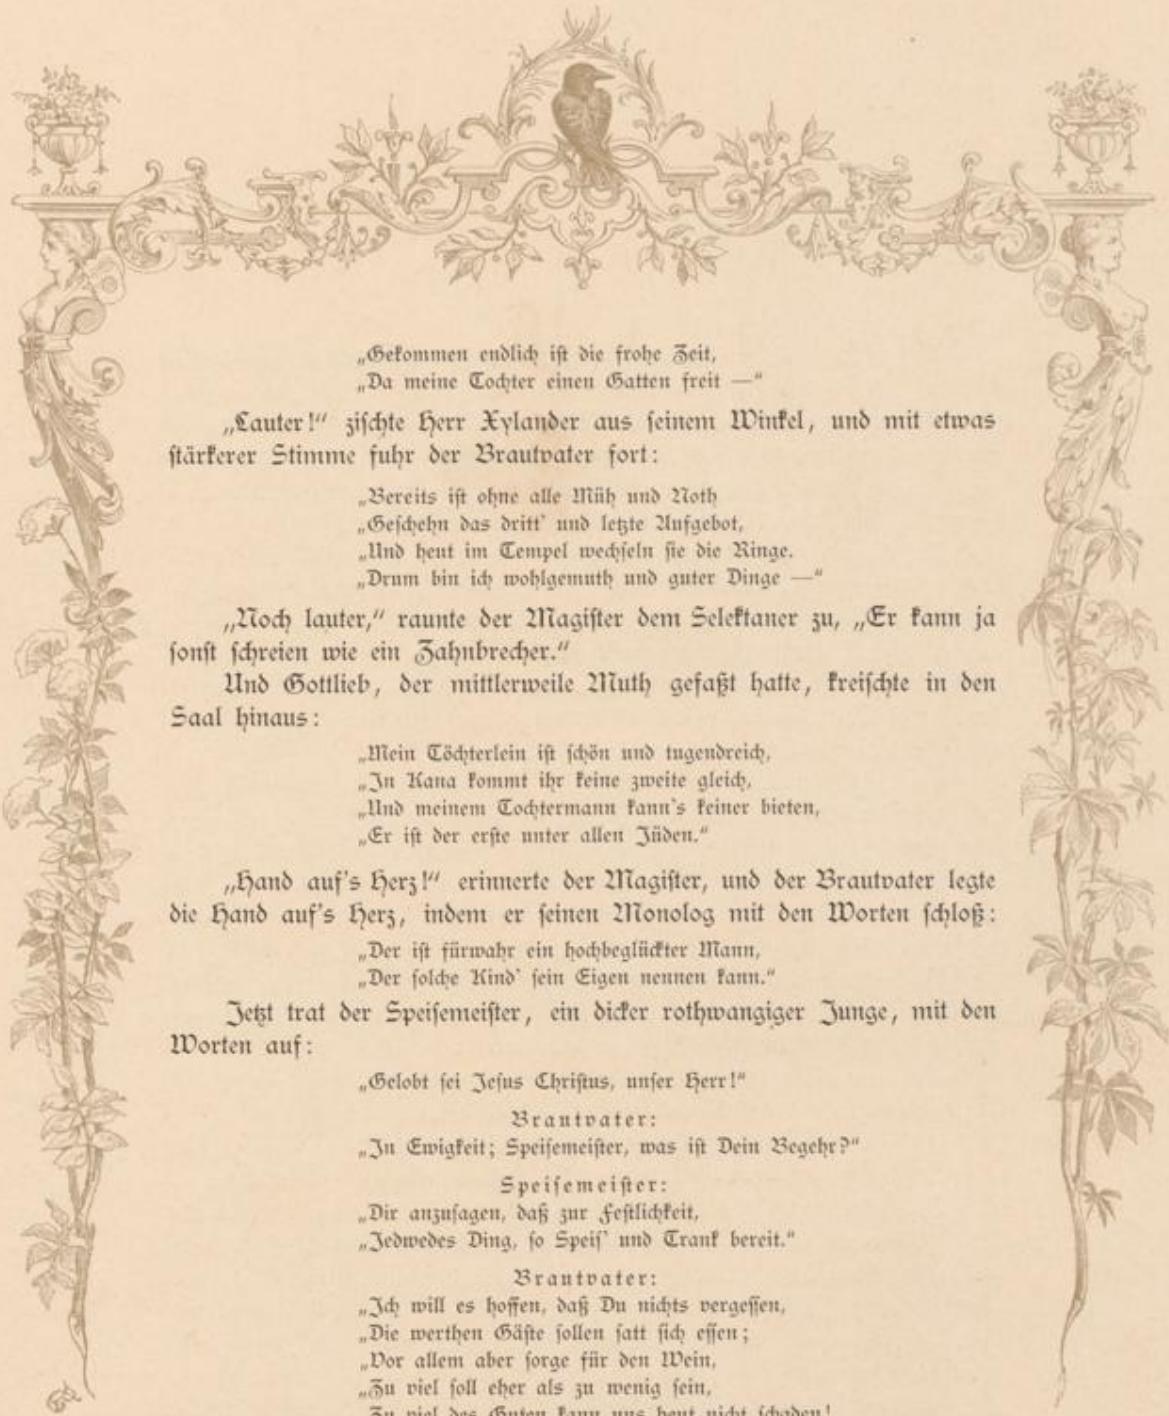 „Gekommen endlich ist die frohe Zeit,
„Da meine Tochter einen Gatten freit —“
„Lauter!“ zischte Herr Xylander aus seinem Winkel, und mit etwas
stärkerer Stimme fuhr der Brautvater fort:
„Bereits ist ohne alle Müh und Noth
„Geschehn das dritt' und letzte Aufgebot,
„Und heut im Tempel wechseln sie die Ringe.
„Drum bin ich wohlgemuth und guter Dinge —“
„Noch lauter,“ raunte der Magister dem Selektaner zu, „Er kann ja
sonst schreien wie ein Zahnbrecher.“
Und Gottlieb, der mittlerweile Muth gefaßt hatte, kreischte in den
Saal hinaus:
„Mein Töchterlein ist schön und tugendreich,
„In Kana kommt ihr keine zweite gleich,
„Und meinem Tochtermann kann's keiner bieten,
„Er ist der erste unter allen Jüden.“
„Hand auf's Herz!“ erinnerte der Magister, und der Brautvater legte
die Hand auf's Herz, indem er seinen Monolog mit den Worten schloß:
„Der ist fürwahr ein hochbeglückter Mann,
„Der solche Kind' sein Eigen nennen kann.“
Jetzt trat der Speisemeister, ein dicker rothwangiger Junge, mit den
Worten auf:
„Gelobt sei Jesus Christus, unser Herr!“
Brautvater:
„In Ewigkeit; Speisemeister, was ist Dein Begehr?“
Speisemeister:
„Dir anzusagen, daß zur Festlichkeit,
„Jedwedes Ding, so Speis' und Trank bereit.“
Brautvater:
„Ich will es hoffen, daß Du nichts vergessen,
„Die werthen Gäste sollen satt sich essen;
„Vor allem aber sorge für den Wein,
„Zu viel soll eher als zu wenig sein,
„Zu viel des Guten kann uns heut nicht schaden!